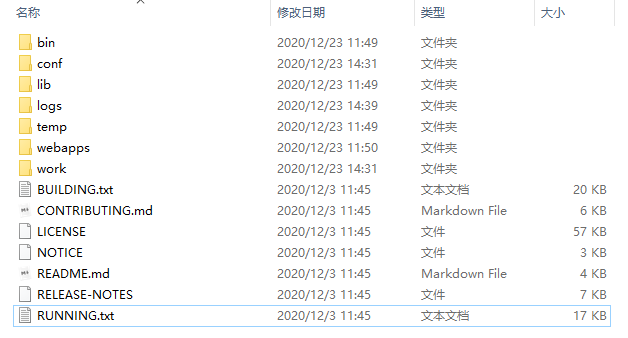 名称 修改日期 类型 大小
bin 2020/12/23 11:49 文件夹
conf 2020/12/23 14:31 文件夹
lib 2020/12/23 11:49 文件夹
logs 2020/12/23 14:39 文件夹
temp 2020/12/23 11:49 文件夹
webapps 2020/12/23 11:50 文件夹
work 2020/12/23 14:31 文件夹
BUILDING.txt 2020/12/3 11:45 文本文档 20 KB
CONTRIBUTING.md 2020/12/3 11:45 Markdown File 6 KB
LICENSE 2020/12/3 11:45 文件 57 KB
NOTICE 2020/12/3 11:45 文件 3 KB
README.md 2020/12/3 11:45 Markdown File 4 KB
RELEASE-NOTES 2020/12/3 11:45 文件 7 KB
RUNNING.txt 2020/12/3 11:45 文本文档 17 KB